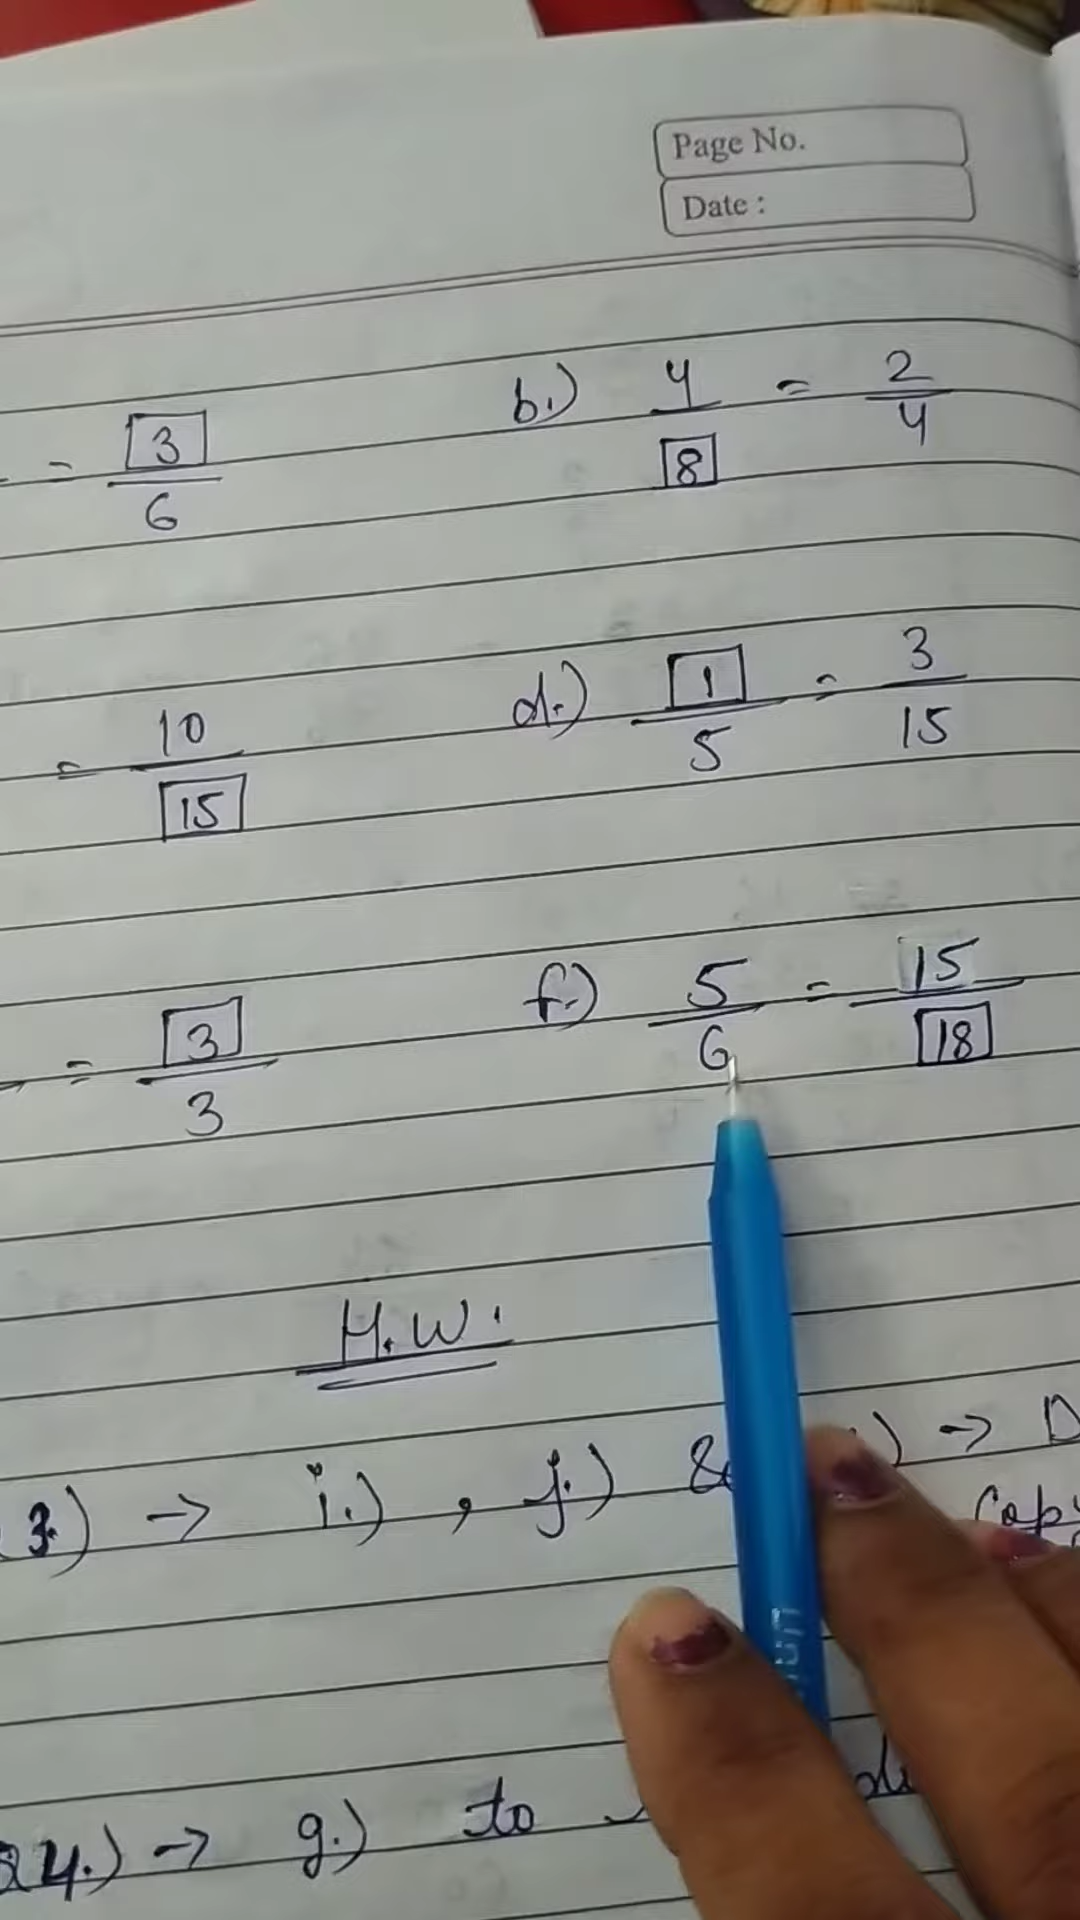 Page No.
Date :
= 3/6 b.) 4/8 = 2/4
= 10/15 d.) 1/5 = 3/15
= 3/3 f.) 5/6 = 15/18
H.W.
3.) → i.) , j.) & ) → D
Copy
4.) → g.) to